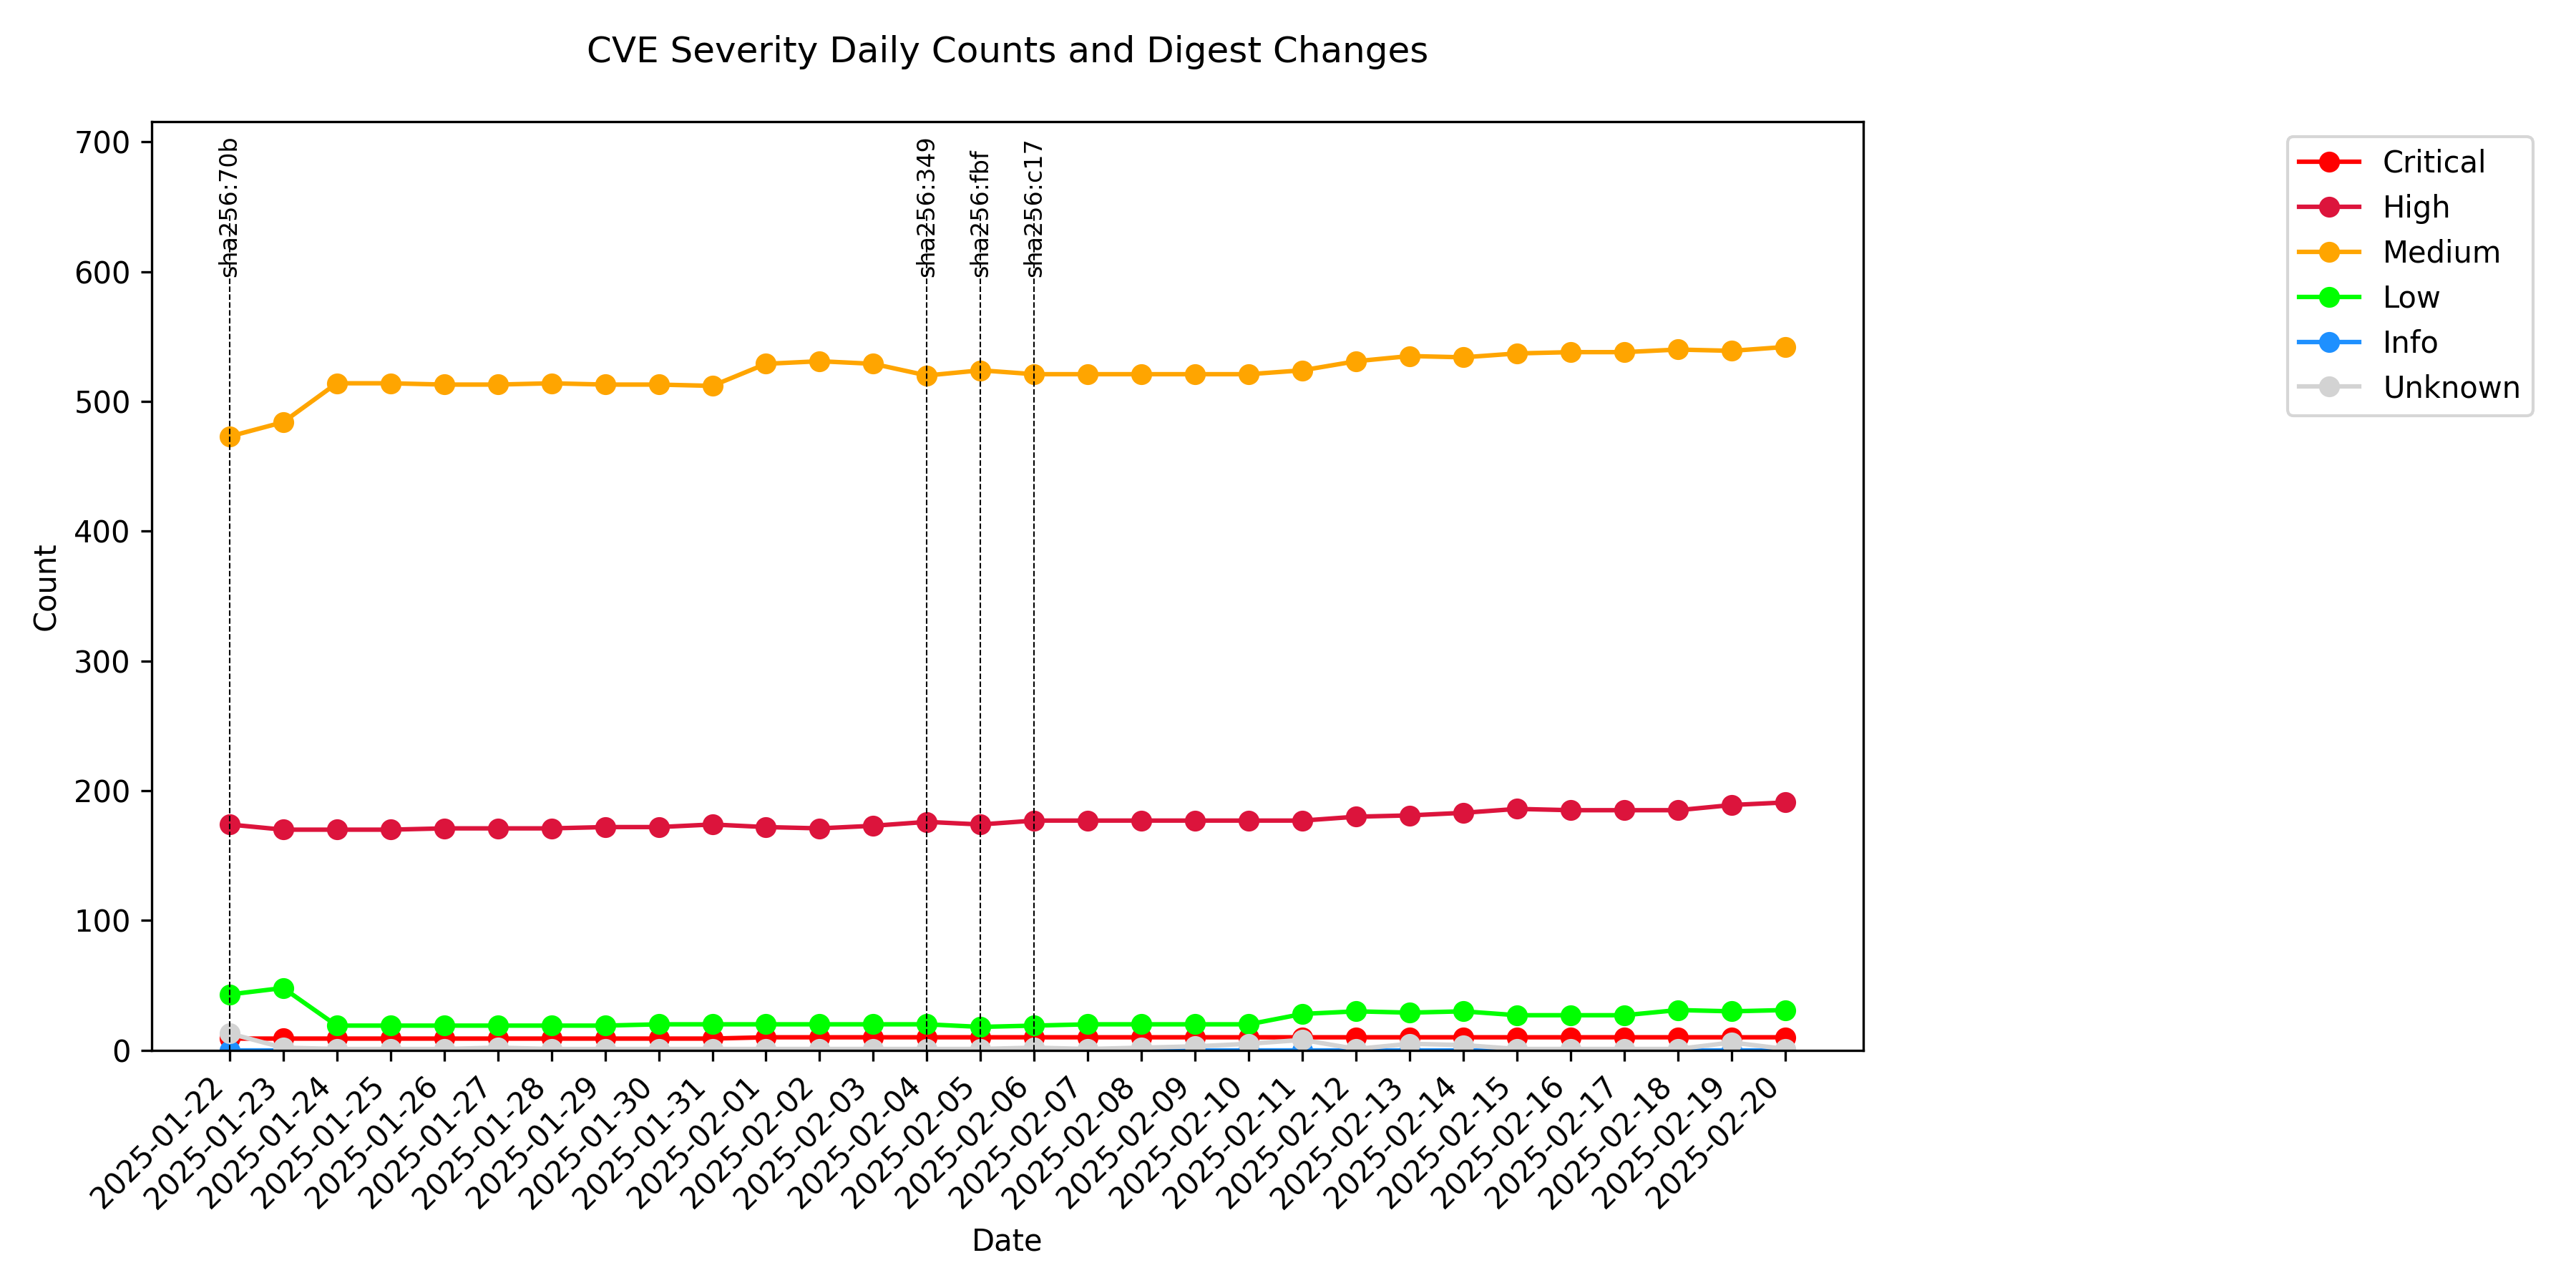 CVE Severity Daily Counts and Digest Changes
700
600
500
400
300
200
100
0
Count
sha256:70b
sha256:349
sha256:fbf
sha256:c17
Critical
High
Medium
Low
Info
Unknown
2025-01-22
2025-01-23
2025-01-24
2025-01-25
2025-01-26
2025-01-27
2025-01-28
2025-01-29
2025-01-30
2025-01-31
2025-02-01
2025-02-02
2025-02-03
2025-02-04
2025-02-05
2025-02-06
2025-02-07
2025-02-08
2025-02-09
2025-02-10
2025-02-11
2025-02-12
2025-02-13
2025-02-14
2025-02-15
2025-02-16
2025-02-17
2025-02-18
2025-02-19
2025-02-20
Date